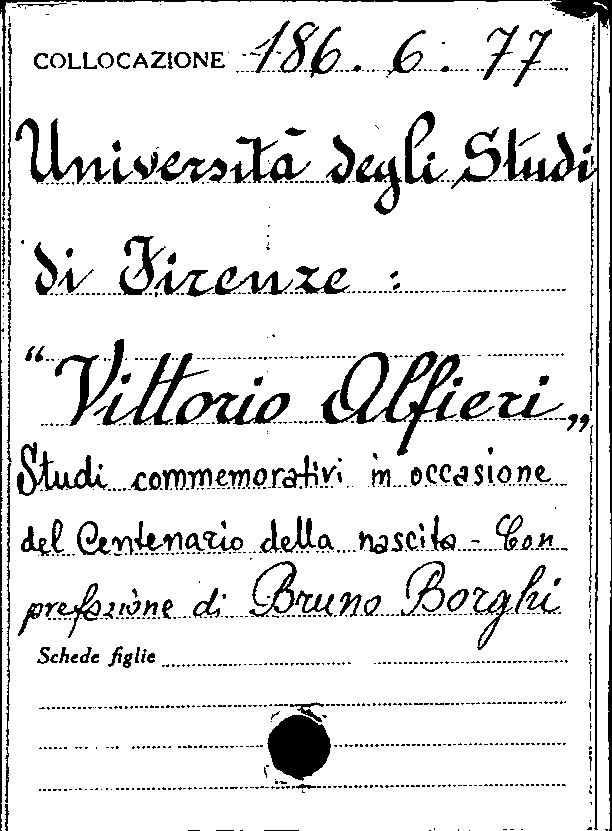 COLLOCAZIONE 186. 6. 77
Università degli Studi
di Firenze :
"Vittorio Alfieri„
Studi commemorativi in occasione
del Centenario della nascita - Con
prefazione di Bruno Borghi
Schede figlie